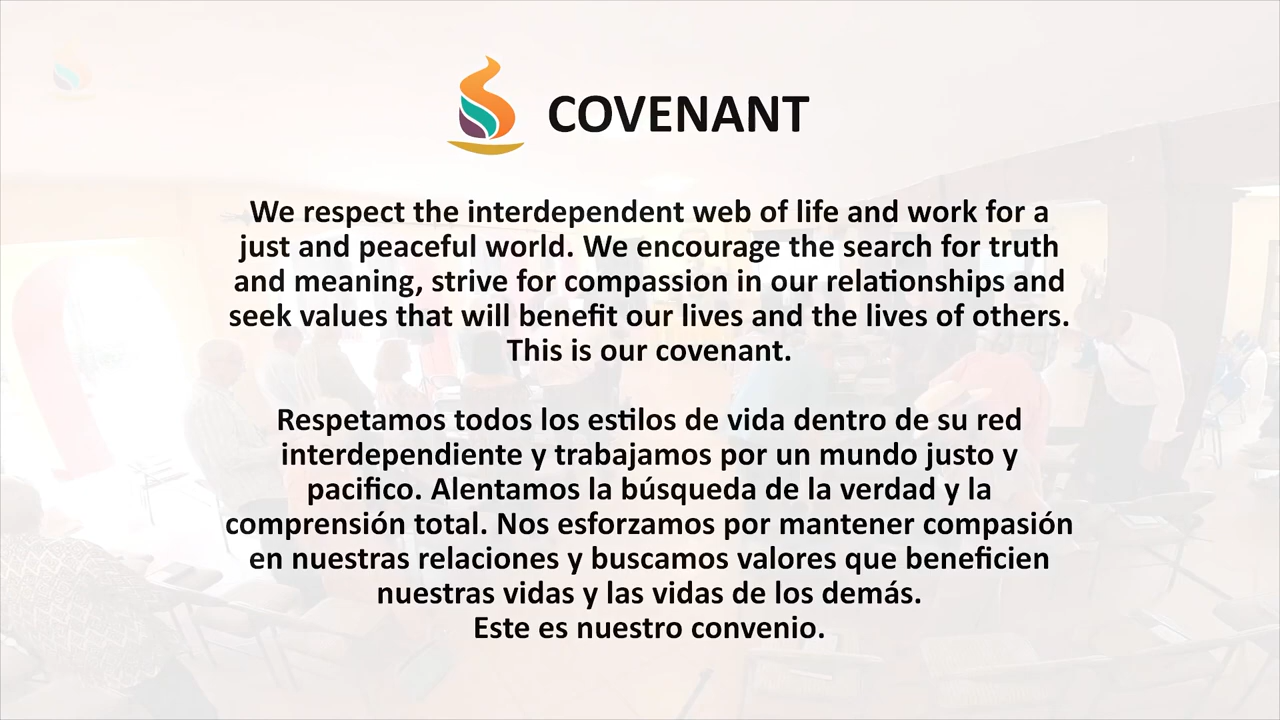 COVENANT
We respect the interdependent web of life and work for a
just and peaceful world. We encourage the search for truth
and meaning, strive for compassion in our relationships and
seek values that will benefit our lives and the lives of others.
This is our covenant.
Respetamos todos los estilos de vida dentro de su red
interdependiente y trabajamos por un mundo justo y
pacifico. Alentamos la búsqueda de la verdad y la
comprensión total. Nos esforzamos por mantener compasión
en nuestras relaciones y buscamos valores que beneficien
nuestras vidas y las vidas de los demás.
Este es nuestro convenio.